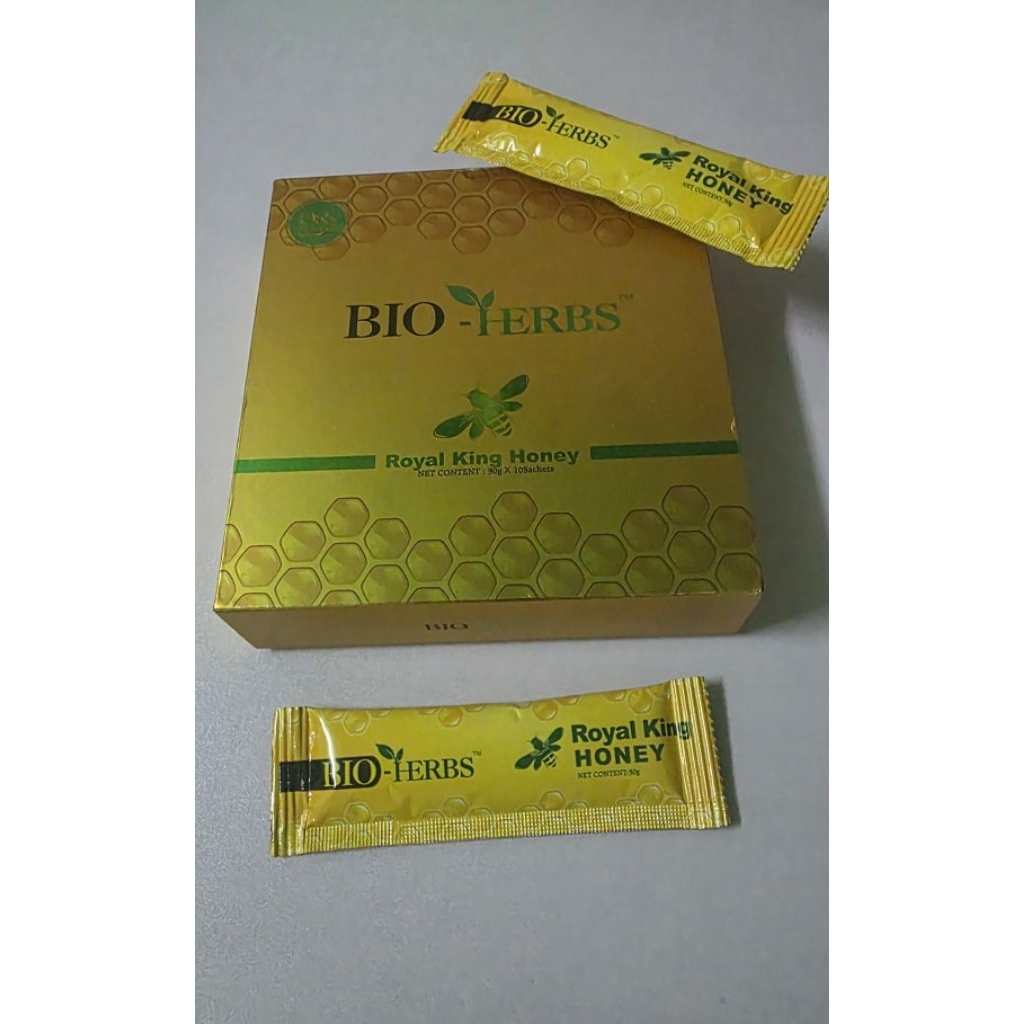 BIO-HERBS™
Royal King
HONEY
NET CONTENT:30g
BIO-HERBS™
Royal King Honey
NET CONTENT : 30g X 10Sachets
BIO
BIO-HERBS™
Royal King
HONEY
NET CONTENT:30g